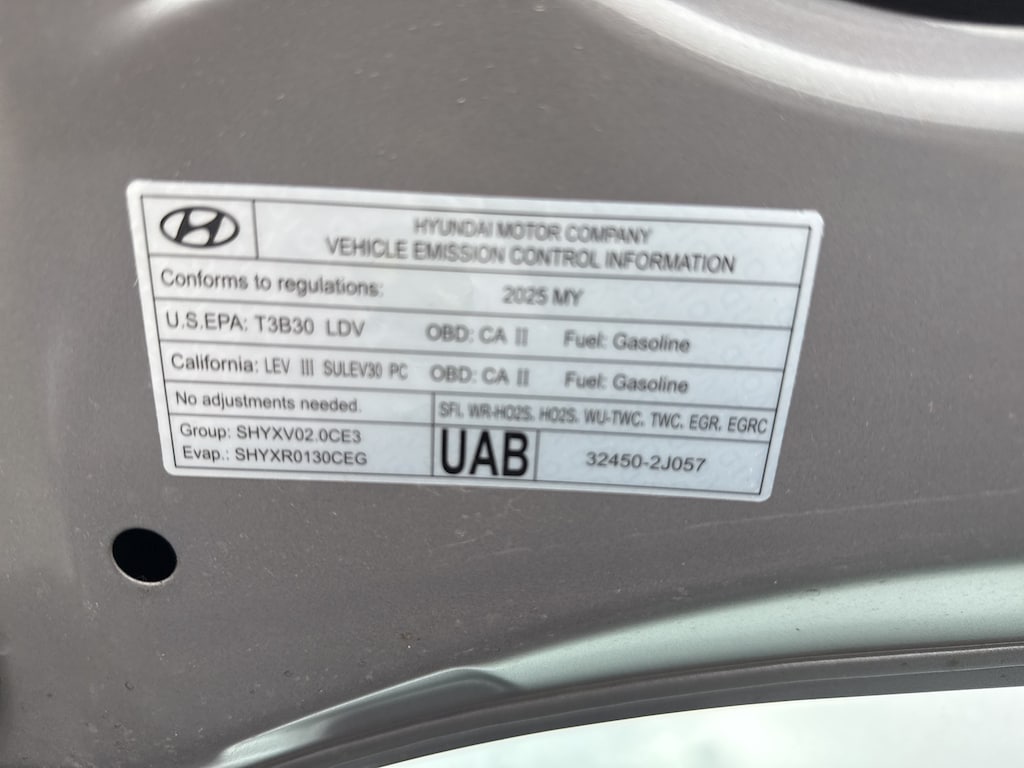 HYUNDAI MOTOR COMPANY
VEHICLE EMISSION CONTROL INFORMATION
Conforms to regulations: 2025 MY
U.S.EPA: T3B30 LDV OBD: CA II Fuel: Gasoline
California: LEV III SULEV30 PC OBD: CA II Fuel: Gasoline
No adjustments needed. SFI, WR-HO2S, HO2S, WU-TWC, TWC, EGR, EGRC
Group: SHYXV02.0CE3
Evap.: SHYXR0130CEG
UAB 32450-2J057